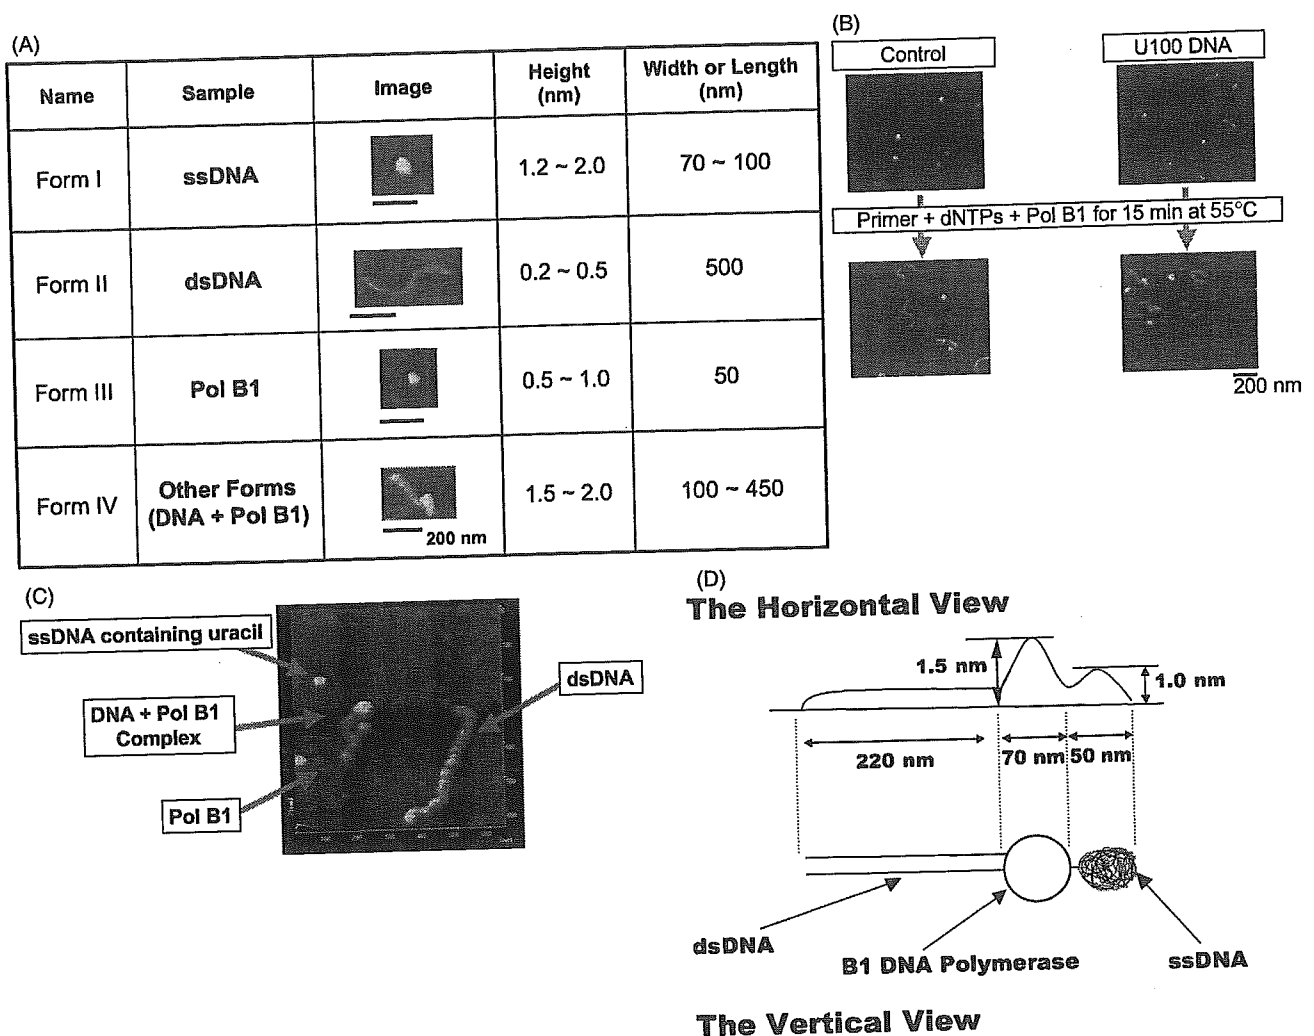 (A)
Name Sample Image Height (nm) Width or Length (nm)
Form I ssDNA 1.2 ~ 2.0 70 ~ 100
Form II dsDNA 0.2 ~ 0.5 500
Form III Pol B1 0.5 ~ 1.0 50
Form IV Other Forms (DNA + Pol B1) 1.5 ~ 2.0 100 ~ 450
200 nm
(B)
Control
U100 DNA
Primer + dNTPs + Pol B1 for 15 min at 55°C
200 nm
(C)
ssDNA containing uracil
dsDNA
DNA + Pol B1
Complex
Pol B1
(D)
The Horizontal View
1.5 nm
1.0 nm
220 nm 70 nm 50 nm
dsDNA
B1 DNA Polymerase
ssDNA
The Vertical View